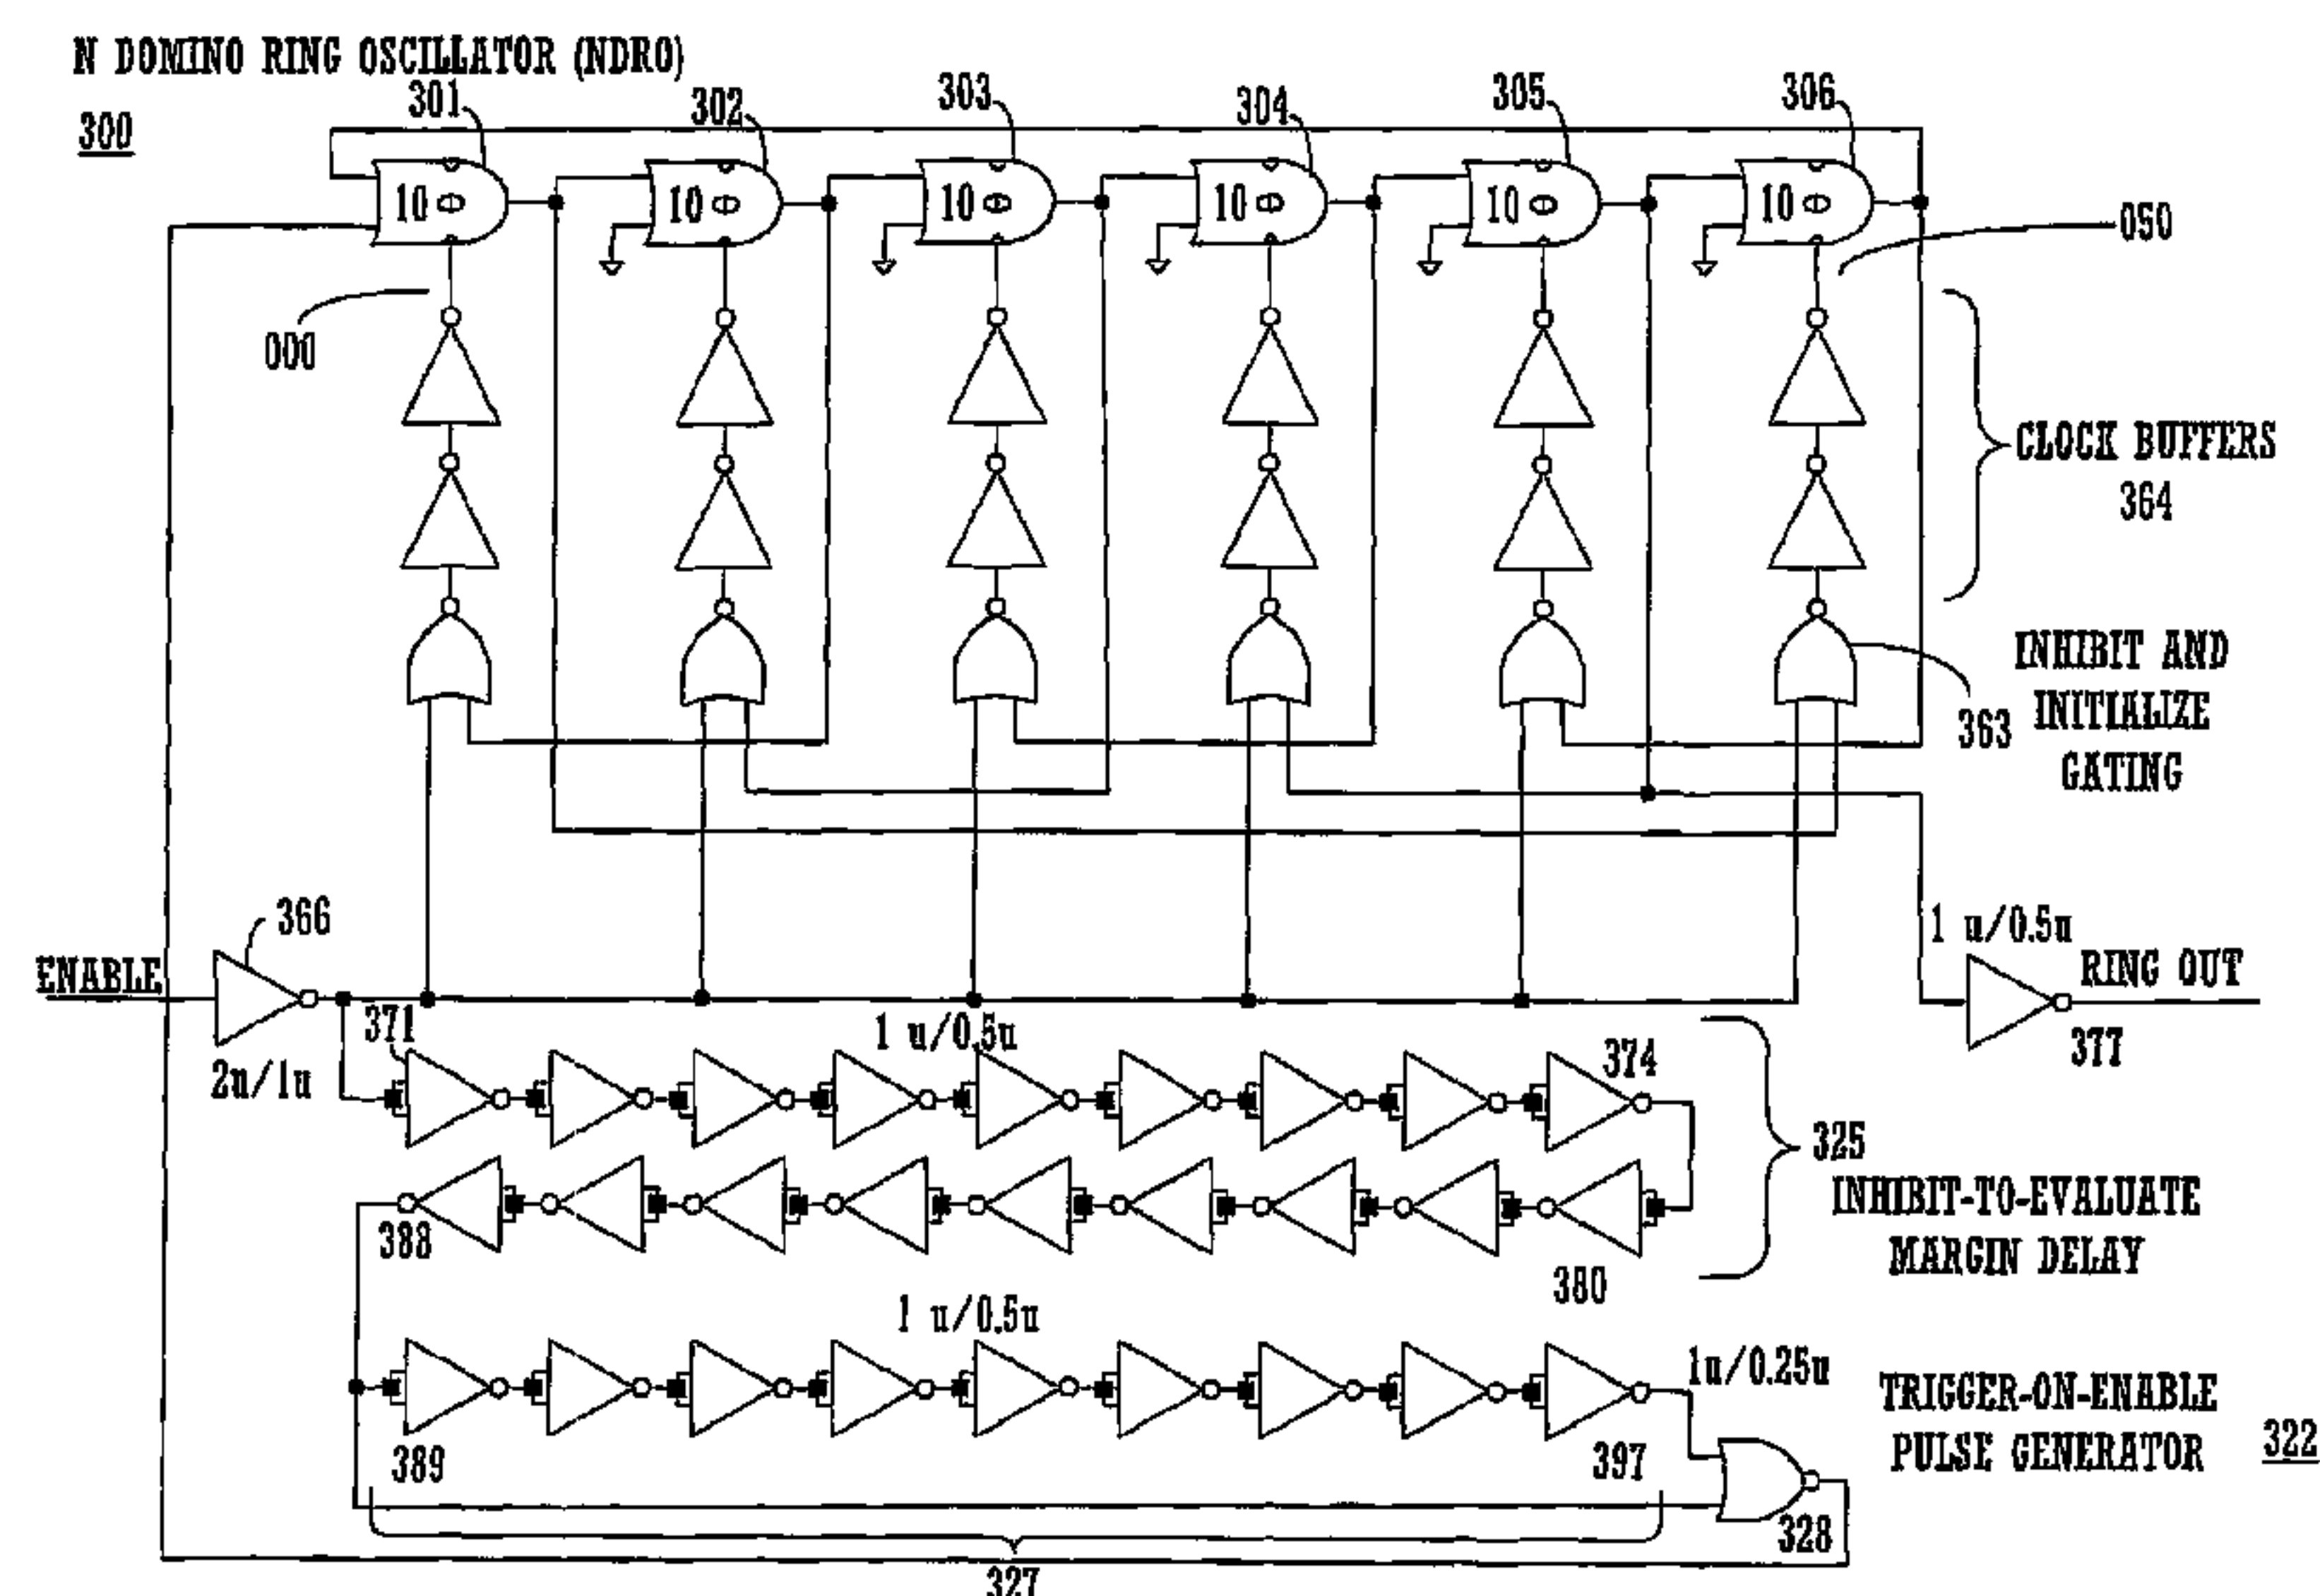 N DOMINO RING OSCILLATOR (NDRO)
300
301
302
303
304
305
306
10 Φ
10 Φ
10 Φ
10 Φ
10 Φ
10 Φ
000
050
CLOCK BUFFERS
364
INHIBIT AND
INITIALIZE
GATING
363
366
ENABLE
2u/1u
1 u/0.5u
RING OUT
377
371
1 u/0.5u
374
325
INHIBIT-TO-EVALUATE
MARGIN DELAY
388
380
1 u/0.5u
1u/0.25u
TRIGGER-ON-ENABLE
PULSE GENERATOR
322
389
397
328
327